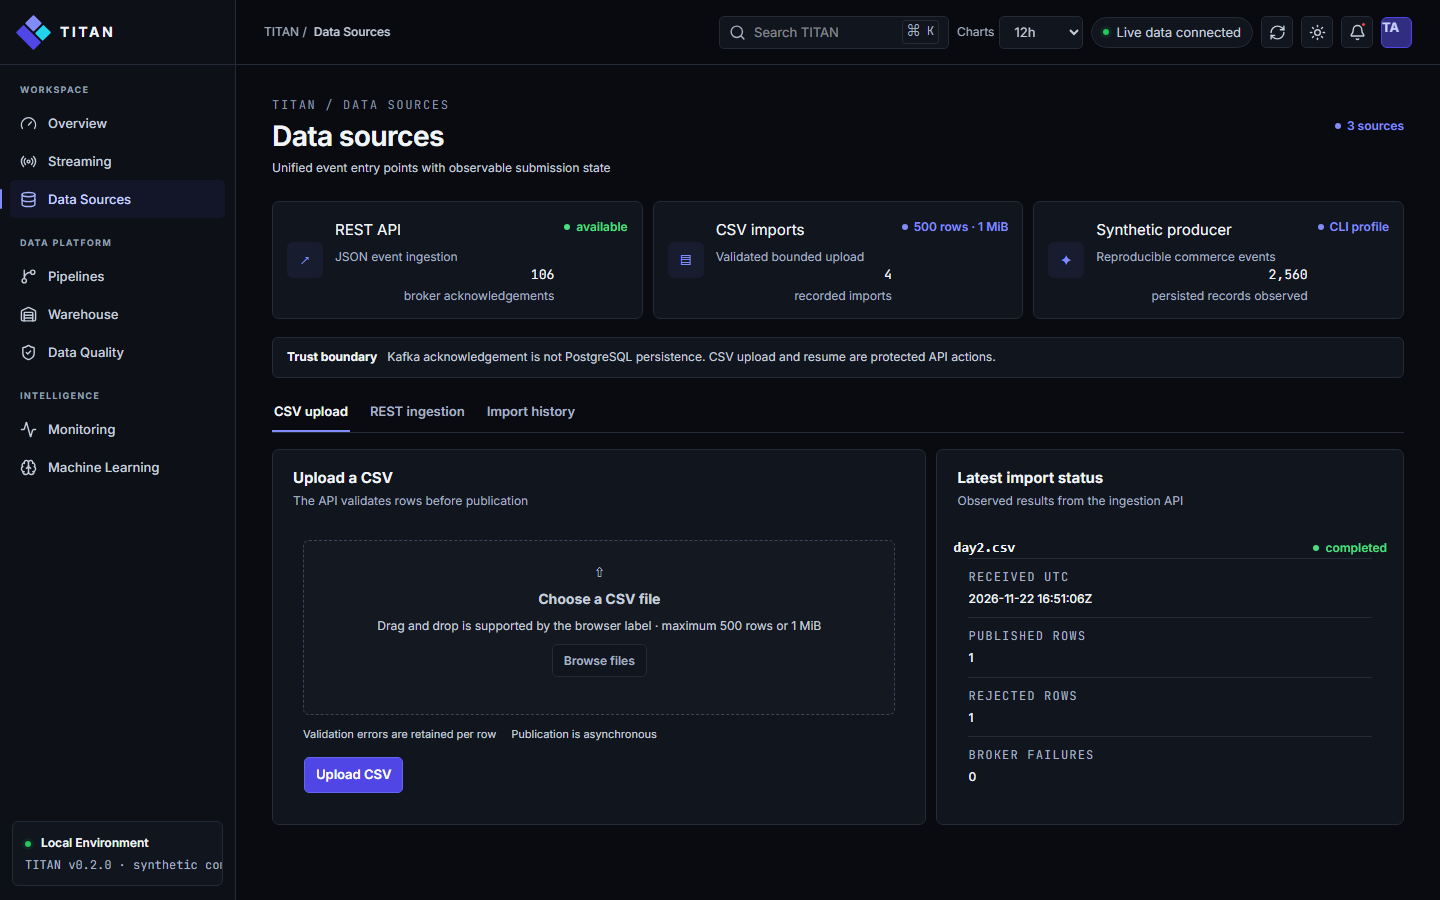 TITAN
TITAN / Data Sources
Search TITAN
⌘ K
Charts
12h
Live data connected
TA
WORKSPACE
Overview
Streaming
Data Sources
DATA PLATFORM
Pipelines
Warehouse
Data Quality
INTELLIGENCE
Monitoring
Machine Learning
Local Environment
TITAN v0.2.0 · synthetic
TITAN / DATA SOURCES
Data sources
Unified event entry points with observable submission state
3 sources
REST API
available
JSON event ingestion
106
broker acknowledgements
CSV imports
500 rows · 1 MiB
Validated bounded upload
4
recorded imports
Synthetic producer
CLI profile
Reproducible commerce events
2,560
persisted records observed
Trust boundary Kafka acknowledgement is not PostgreSQL persistence. CSV upload and resume are protected API actions.
CSV upload
REST ingestion
Import history
Upload a CSV
The API validates rows before publication
Choose a CSV file
Drag and drop is supported by the browser label · maximum 500 rows or 1 MiB
Browse files
Validation errors are retained per row
Publication is asynchronous
Upload CSV
Latest import status
Observed results from the ingestion API
day2.csv
completed
RECEIVED UTC
2026-11-22 16:51:06Z
PUBLISHED ROWS
1
REJECTED ROWS
1
BROKER FAILURES
0